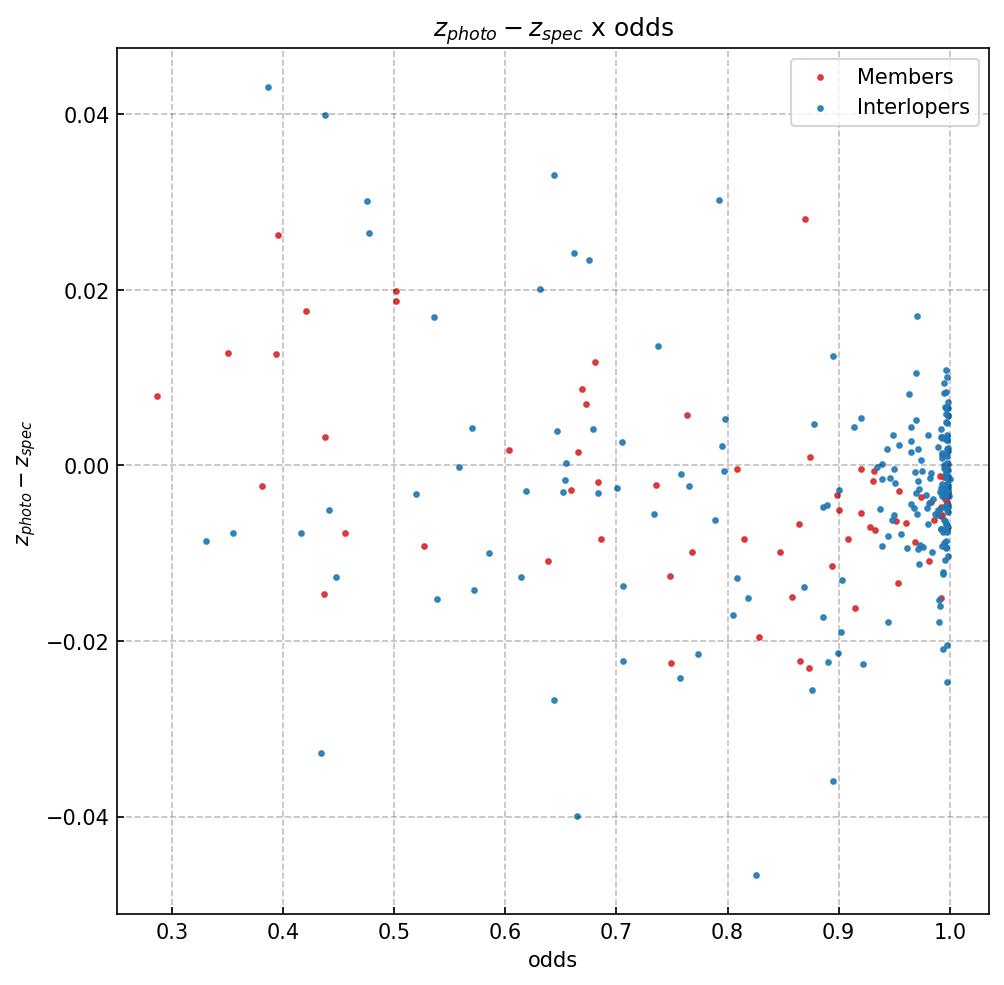 z_photo − z_spec x odds
Members
Interlopers
z_photo − z_spec
0.04
0.02
0.00
−0.02
−0.04
0.3 0.4 0.5 0.6 0.7 0.8 0.9 1.0
odds